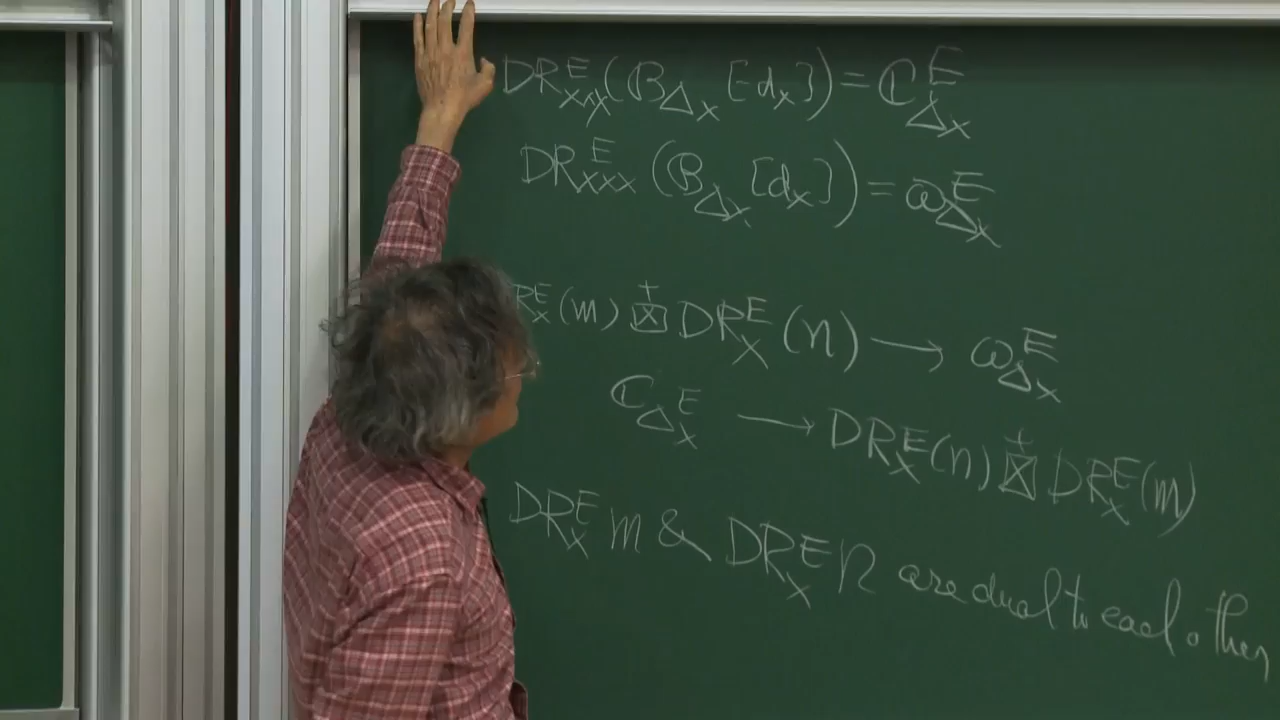 DR^E_{X×X}(B_{Δ_X}[d_X]) = ℂ^E_{Δ_X}
DR^E_{X×X}(B_{Δ_X}[d_X]) = ω^E_{Δ_X}
R^E_X(m) ⊠^+ DR^E_X(n) → ω^E_{Δ_X}
ℂ^E_{Δ_X} → DR^E_X(n) ⊠^+ DR^E_X(m)
DR^E_X m & DR^E_X n are dual to each other